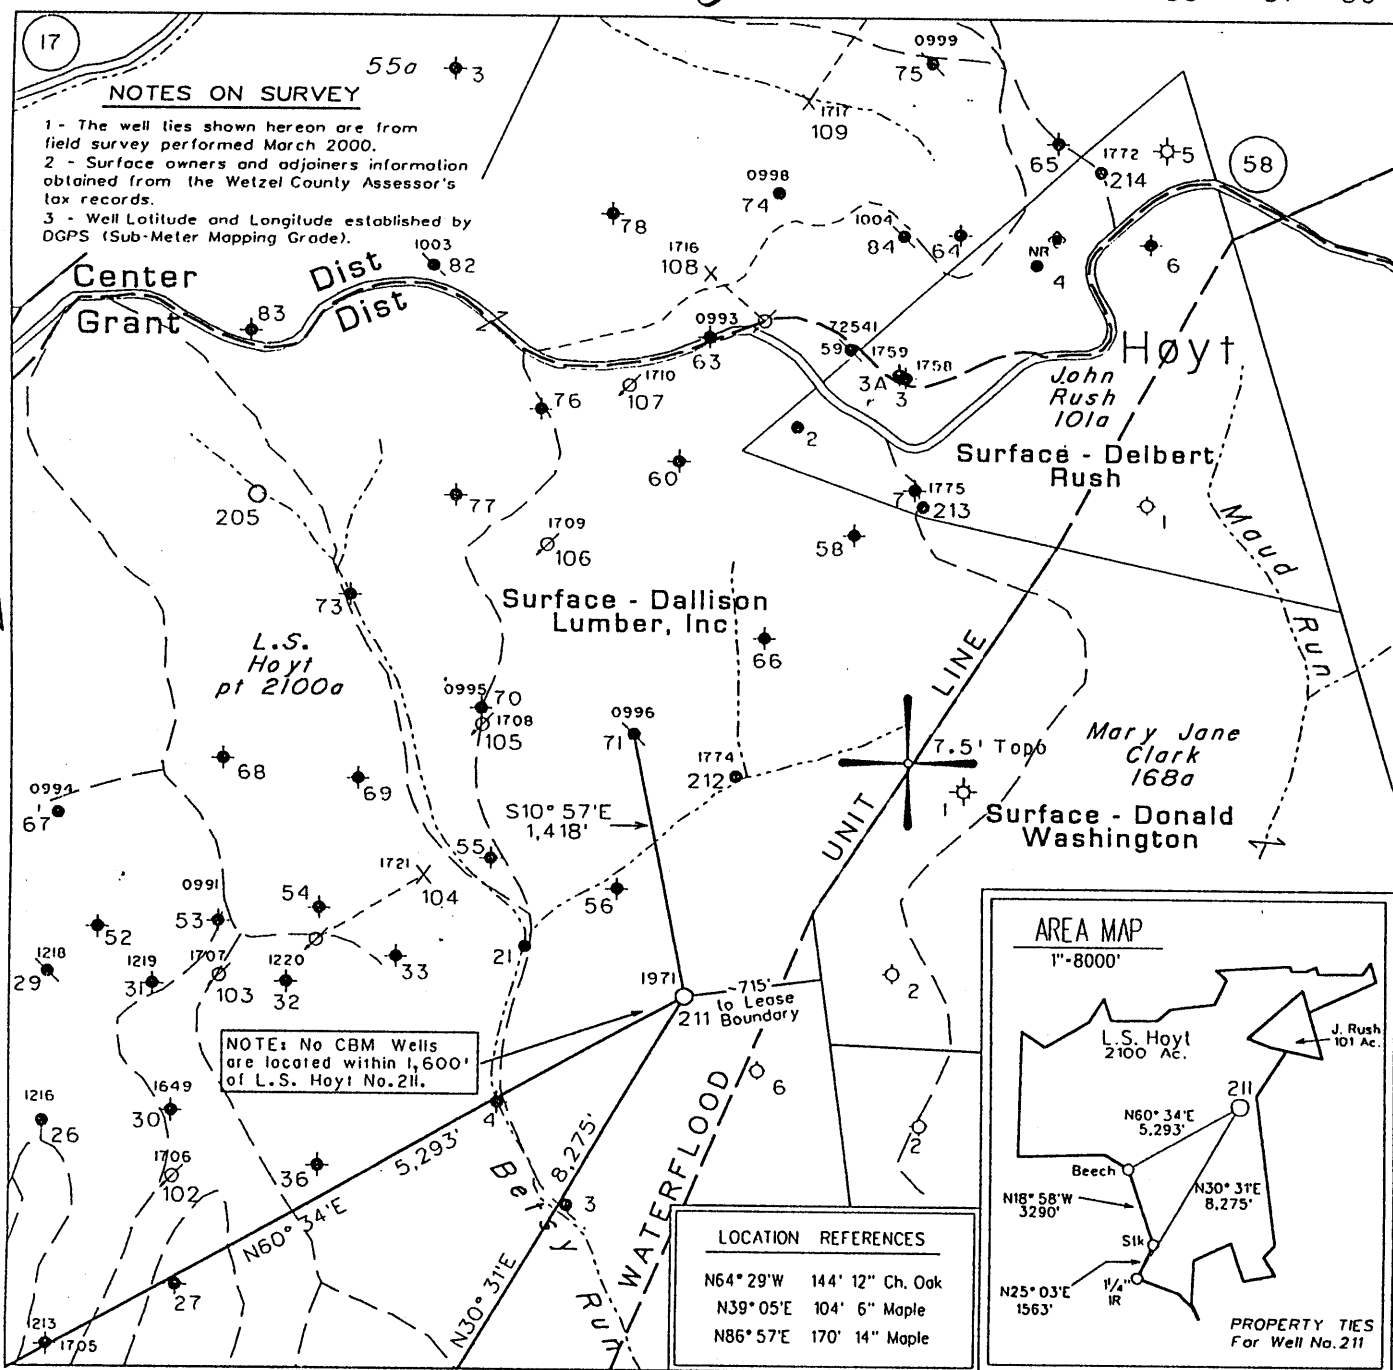 17
55a
3
NOTES ON SURVEY
1 - The well ties shown hereon are from
field survey performed March 2000.
2 - Surface owners and adjoiners information
obtained from the Wetzel County Assessor's
tax records.
3 - Well Latitude and Longitude established by
DGPS (Sub-Meter Mapping Grade).
0999
75
1717
109
65
1772
214
5
58
0998
74
78
1004
84
64
NR
4
6
1003
82
1716
108
Center Dist
Grant Dist
83
0993
63
72541
59
1759
1758
3A
3
Hoyt
John
Rush
101a
1710
107
76
2
60
Surface - Delbert
Rush
77
205
7
1775
213
1
58
1709
106
Maud Run
73
Surface - Dallison
Lumber, Inc
66
L.S.
Hoyt
pt 2100a
0995
70
1708
105
0996
71
UNIT LINE
7.5' Topo
Mary Jane
Clark
168a
68
69
1774
212
0994
67
1
S10°57'E
1,418'
Surface - Donald
Washington
55
1721
104
56
0991
53
54
52
33
21
1218
29
1219
31
1707
103
1220
32
1971
211
715'
to Lease
Boundary
2
NOTE: No CBM Wells
are located within 1,600'
of L.S. Hoyt No.211.
6
1216
26
1649
30
4
2
1706
102
36
N60° 34'E
5,293'
8,275'
N30° 31'E
Betsy Run
3
WATERFLOOD
27
213
1705
LOCATION REFERENCES
N64° 29'W 144' 12" Ch. Oak
N39° 05'E 104' 6" Maple
N86° 57'E 170' 14" Maple
AREA MAP
1"-8000'
L.S. Hoyt
2100 Ac.
J. Rush
101 Ac.
211
N60° 34'E
5,293'
Beech
N18° 58'W
3290'
N30° 31'E
8,275'
Stk
N25° 03'E
1563'
1¼"
IR
PROPERTY TIES
For Well No.211